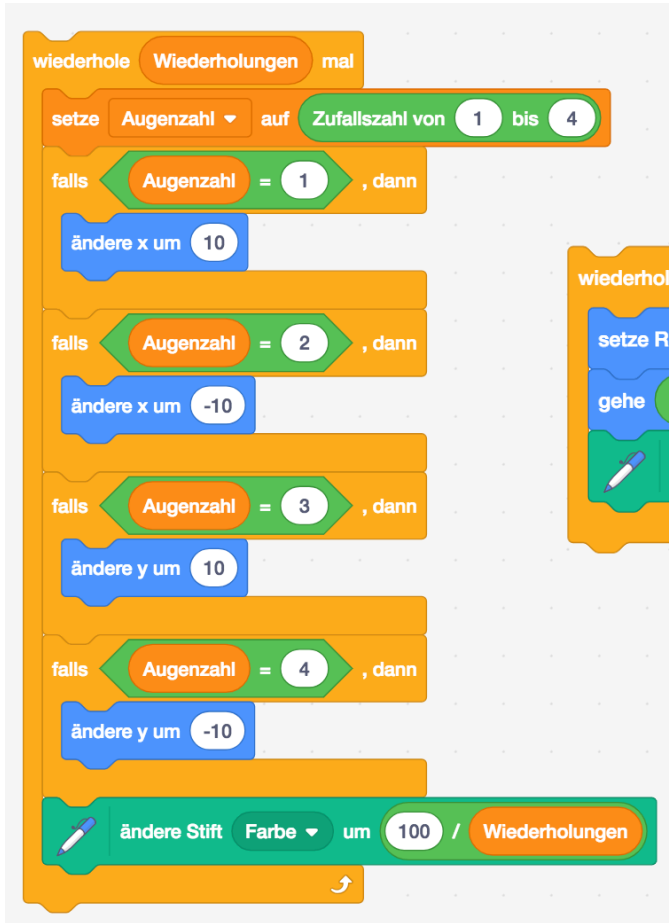 wiederhole Wiederholungen mal
setze Augenzahl auf Zufallszahl von 1 bis 4
falls Augenzahl = 1 , dann
ändere x um 10
falls Augenzahl = 2 , dann
ändere x um -10
falls Augenzahl = 3 , dann
ändere y um 10
falls Augenzahl = 4 , dann
ändere y um -10
ändere Stift Farbe um 100 / Wiederholungen
setze
gehe